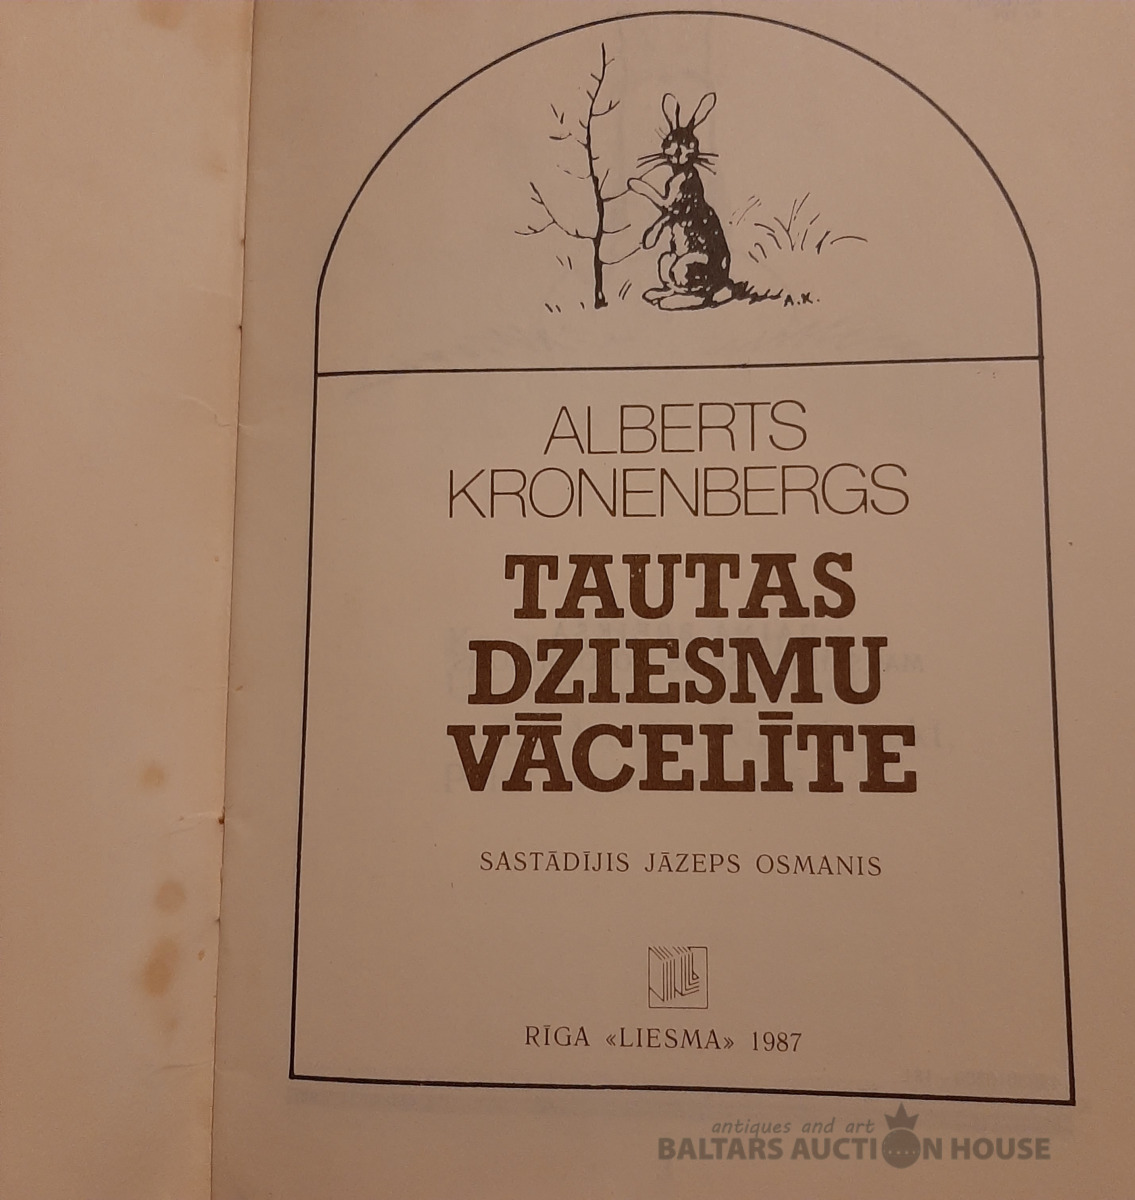 A.K.
ALBERTS
KRONENBERGS
TAUTAS
DZIESMU
VĀCELĪTE
SASTĀDĪJIS JĀZEPS OSMANIS
RĪGA «LIESMA» 1987
antiques and art
BALTARS AUCTION HOUSE